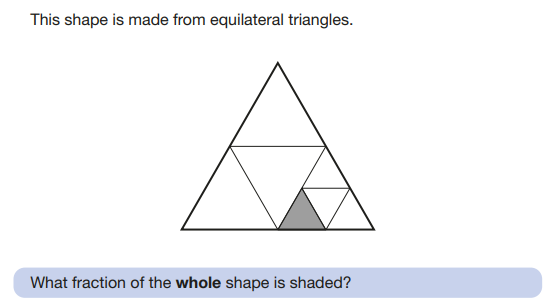 This shape is made from equilateral triangles.
What fraction of the whole shape is shaded?